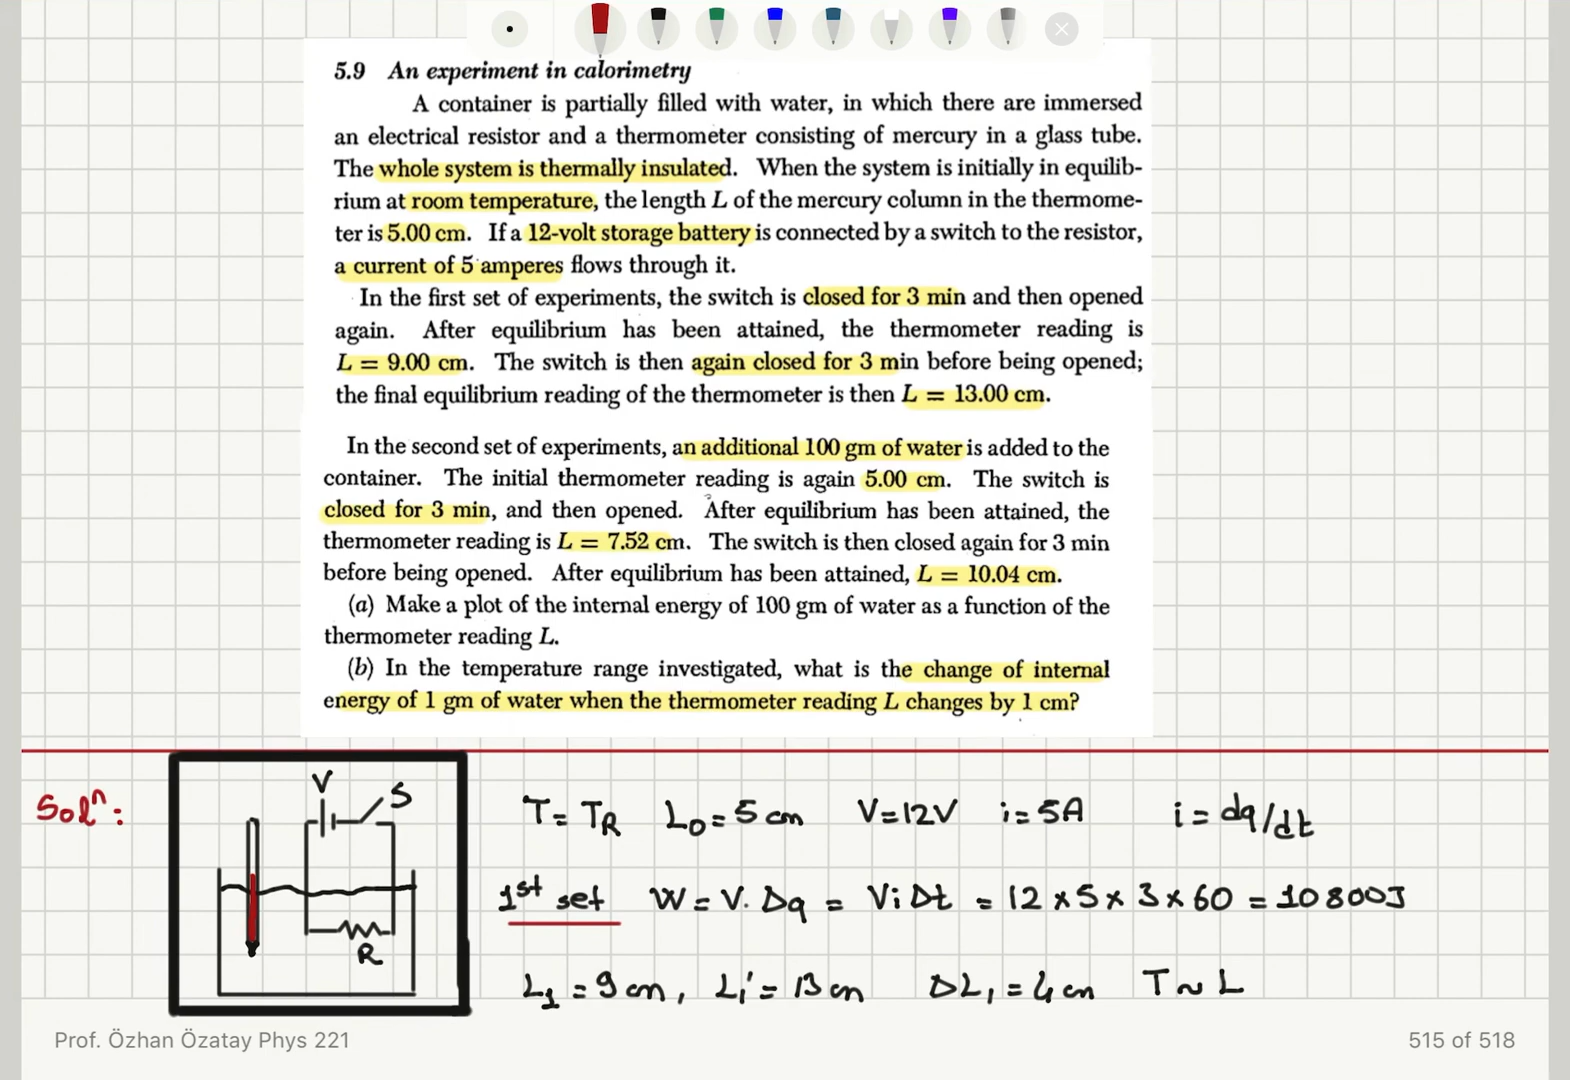 5.9 An experiment in calorimetry
A container is partially filled with water, in which there are immersed
an electrical resistor and a thermometer consisting of mercury in a glass tube.
The whole system is thermally insulated. When the system is initially in equilib-
rium at room temperature, the length L of the mercury column in the thermome-
ter is 5.00 cm. If a 12-volt storage battery is connected by a switch to the resistor,
a current of 5 amperes flows through it.
In the first set of experiments, the switch is closed for 3 min and then opened
again. After equilibrium has been attained, the thermometer reading is
L = 9.00 cm. The switch is then again closed for 3 min before being opened;
the final equilibrium reading of the thermometer is then L = 13.00 cm.
In the second set of experiments, an additional 100 gm of water is added to the
container. The initial thermometer reading is again 5.00 cm. The switch is
closed for 3 min, and then opened. After equilibrium has been attained, the
thermometer reading is L = 7.52 cm. The switch is then closed again for 3 min
before being opened. After equilibrium has been attained, L = 10.04 cm.
(a) Make a plot of the internal energy of 100 gm of water as a function of the
thermometer reading L.
(b) In the temperature range investigated, what is the change of internal
energy of 1 gm of water when the thermometer reading L changes by 1 cm?
Solⁿ:
V S
R
T = T_R L₀ = 5 cm V = 12V i = 5A i = dq/dt
1st set W = V. Δq = ViΔt = 12 x 5 x 3 x 60 = 10800J
L₁ = 9 cm, L₁' = 13 cm ΔL₁ = 4 cm T ~ L
Prof. Özhan Özatay Phys 221
515 of 518